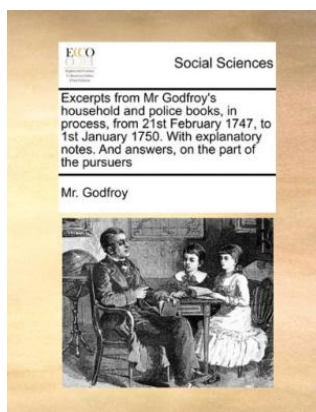 ECCO
Social Sciences
Excerpts from Mr Godfroy's
household and police books, in
process, from 21st February 1747, to
1st January 1750. With explanatory
notes. And answers, on the part of
the pursuers
Mr. Godfroy